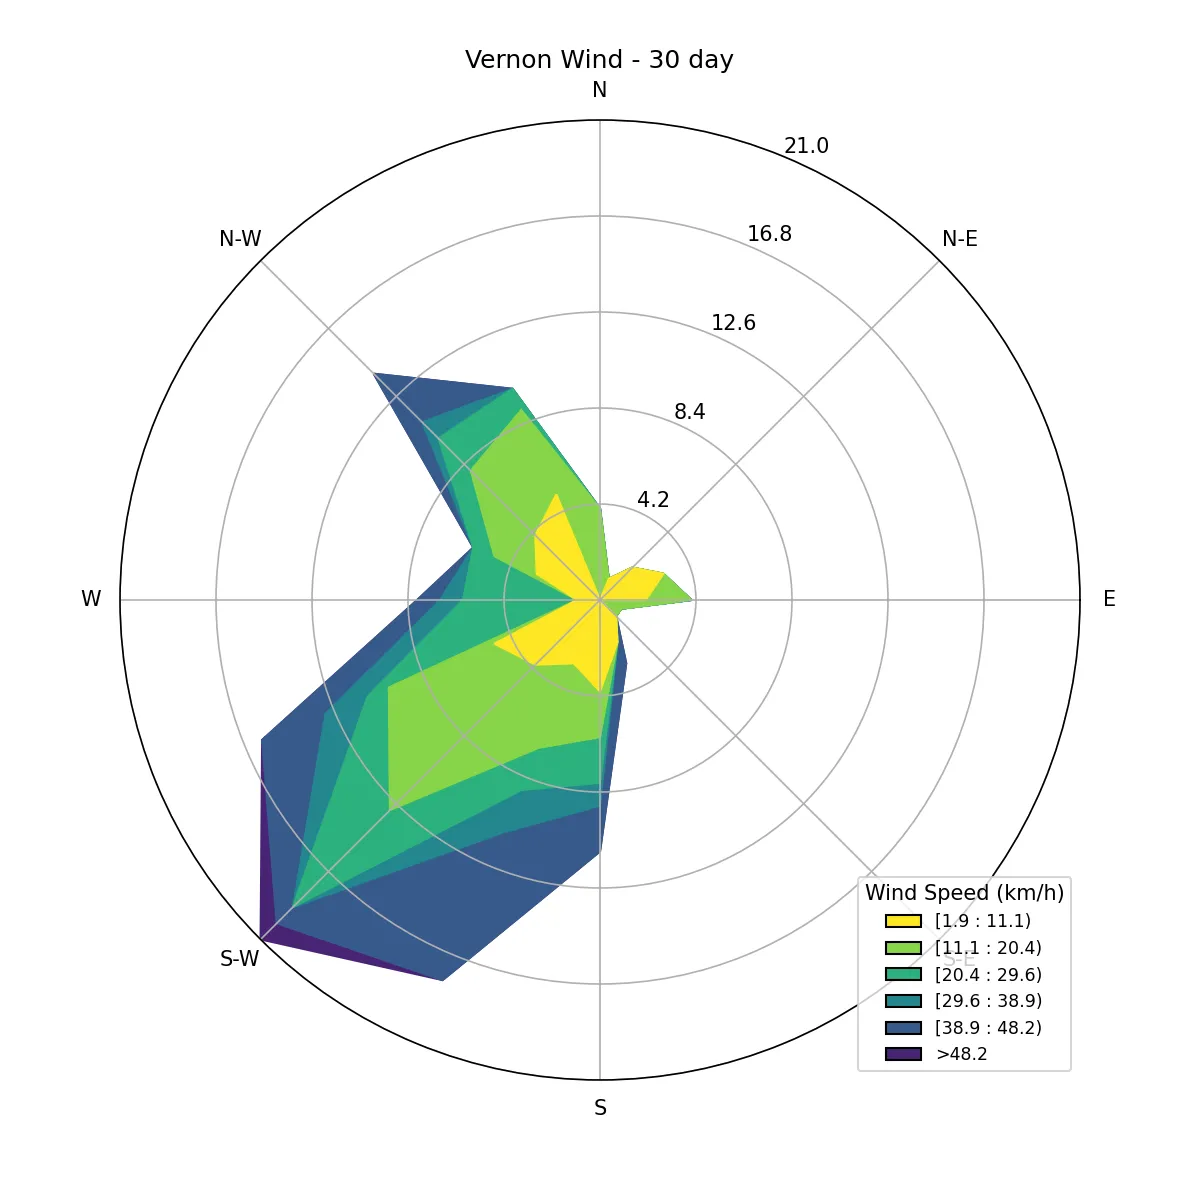 Vernon Wind - 30 day
N
21.0
N-W
16.8
N-E
12.6
8.4
4.2
W
E
S-W
S-E
S
Wind Speed (km/h)
[1.9 : 11.1)
[11.1 : 20.4)
[20.4 : 29.6)
[29.6 : 38.9)
[38.9 : 48.2)
>48.2